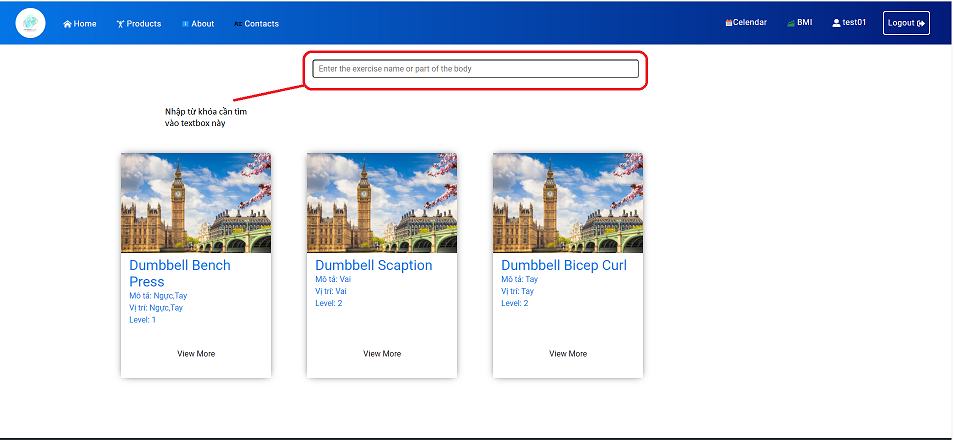 Home
Products
About
Contacts
Celendar
BMI
test01
Logout
Enter the exercise name or part of the body
Nhập từ khóa cần tìm
vào textbox này
Dumbbell Bench
Press
Mô tả: Ngực,Tay
Vị trí: Ngực,Tay
Level: 1
View More
Dumbbell Scaption
Mô tả: Vai
Vị trí: Vai
Level: 2
View More
Dumbbell Bicep Curl
Mô tả: Tay
Vị trí: Tay
Level: 2
View More